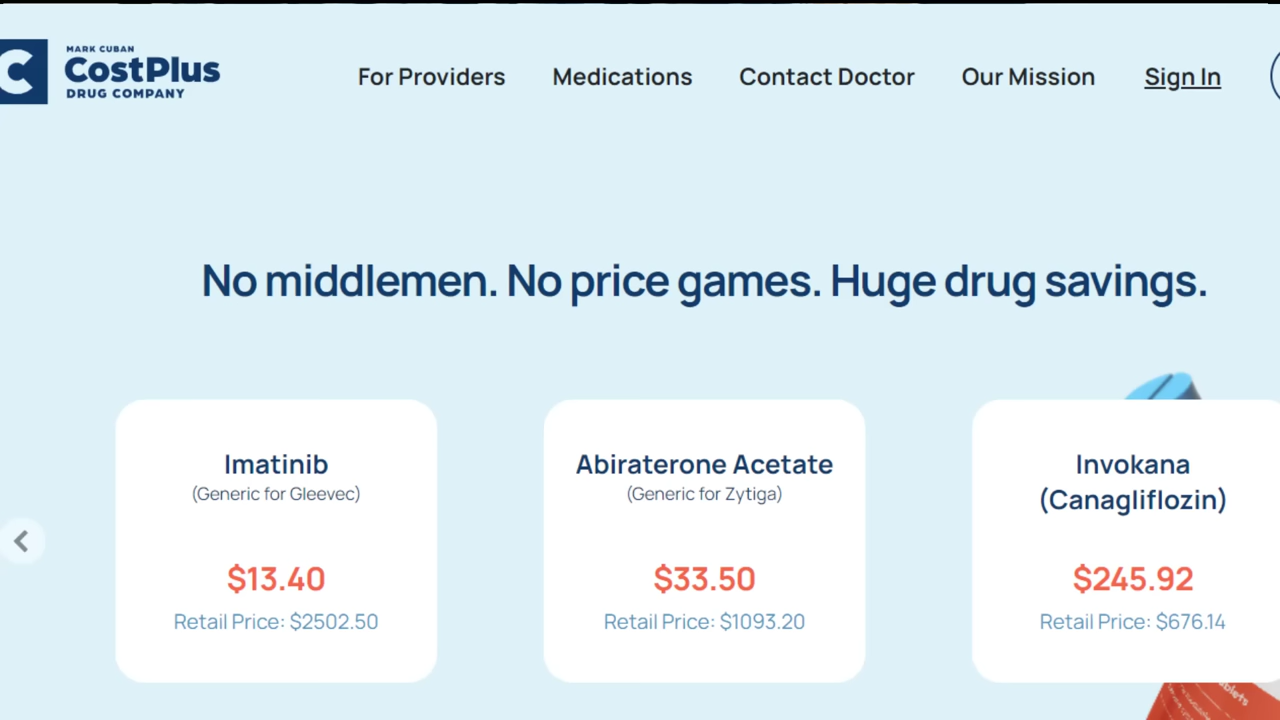 MARK CUBAN
CostPlus
DRUG COMPANY
For Providers
Medications
Contact Doctor
Our Mission
Sign In
No middlemen. No price games. Huge drug savings.
Imatinib
(Generic for Gleevec)
$13.40
Retail Price: $2502.50
Abiraterone Acetate
(Generic for Zytiga)
$33.50
Retail Price: $1093.20
Invokana
(Canagliflozin)
$245.92
Retail Price: $676.14